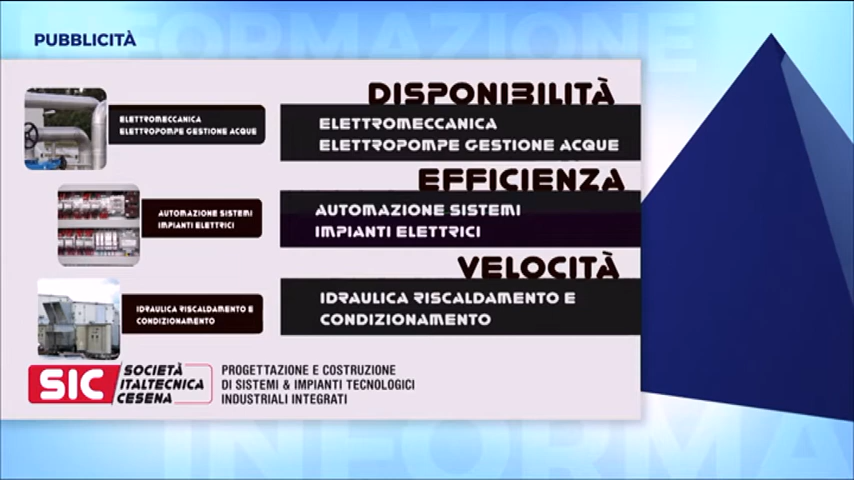 INFORMAZIONE
PUBBLICITÀ
DISPONIBILITÀ
ELETTROMECCANICA
ELETTROPOMPE GESTIONE ACQUE
ELETTROMECCANICA
ELETTROPOMPE GESTIONE ACQUE
EFFICIENZA
AUTOMAZIONE SISTEMI
IMPIANTI ELETTRICI
AUTOMAZIONE SISTEMI
IMPIANTI ELETTRICI
VELOCITÀ
IDRAULICA RISCALDAMENTO E
CONDIZIONAMENTO
IDRAULICA RISCALDAMENTO E
CONDIZIONAMENTO
SIC
SOCIETÀ
ITALTECNICA
CESENA
PROGETTAZIONE E COSTRUZIONE
DI SISTEMI & IMPIANTI TECNOLOGICI
INDUSTRIALI INTEGRATI
INFORMA